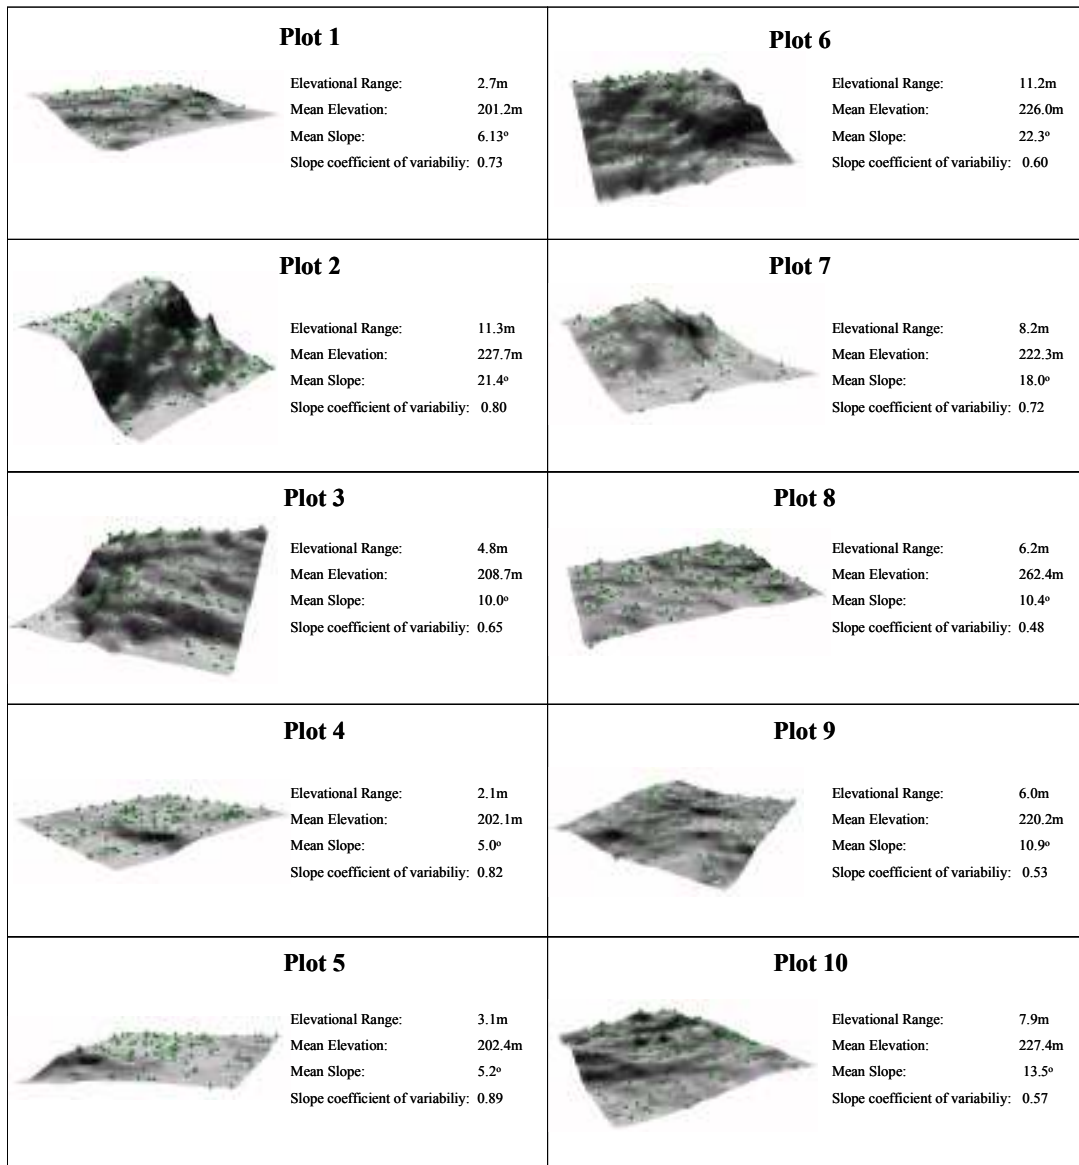 Plot 1
Elevational Range: 2.7m
Mean Elevation: 201.2m
Mean Slope: 6.13º
Slope coefficient of variabiliy: 0.73
Plot 6
Elevational Range: 11.2m
Mean Elevation: 226.0m
Mean Slope: 22.3º
Slope coefficient of variabiliy: 0.60
Plot 2
Elevational Range: 11.3m
Mean Elevation: 227.7m
Mean Slope: 21.4º
Slope coefficient of variabiliy: 0.80
Plot 7
Elevational Range: 8.2m
Mean Elevation: 222.3m
Mean Slope: 18.0º
Slope coefficient of variabiliy: 0.72
Plot 3
Elevational Range: 4.8m
Mean Elevation: 208.7m
Mean Slope: 10.0º
Slope coefficient of variabiliy: 0.65
Plot 8
Elevational Range: 6.2m
Mean Elevation: 262.4m
Mean Slope: 10.4º
Slope coefficient of variabiliy: 0.48
Plot 4
Elevational Range: 2.1m
Mean Elevation: 202.1m
Mean Slope: 5.0º
Slope coefficient of variabiliy: 0.82
Plot 9
Elevational Range: 6.0m
Mean Elevation: 220.2m
Mean Slope: 10.9º
Slope coefficient of variabiliy: 0.53
Plot 5
Elevational Range: 3.1m
Mean Elevation: 202.4m
Mean Slope: 5.2º
Slope coefficient of variabiliy: 0.89
Plot 10
Elevational Range: 7.9m
Mean Elevation: 227.4m
Mean Slope: 13.5º
Slope coefficient of variabiliy: 0.57